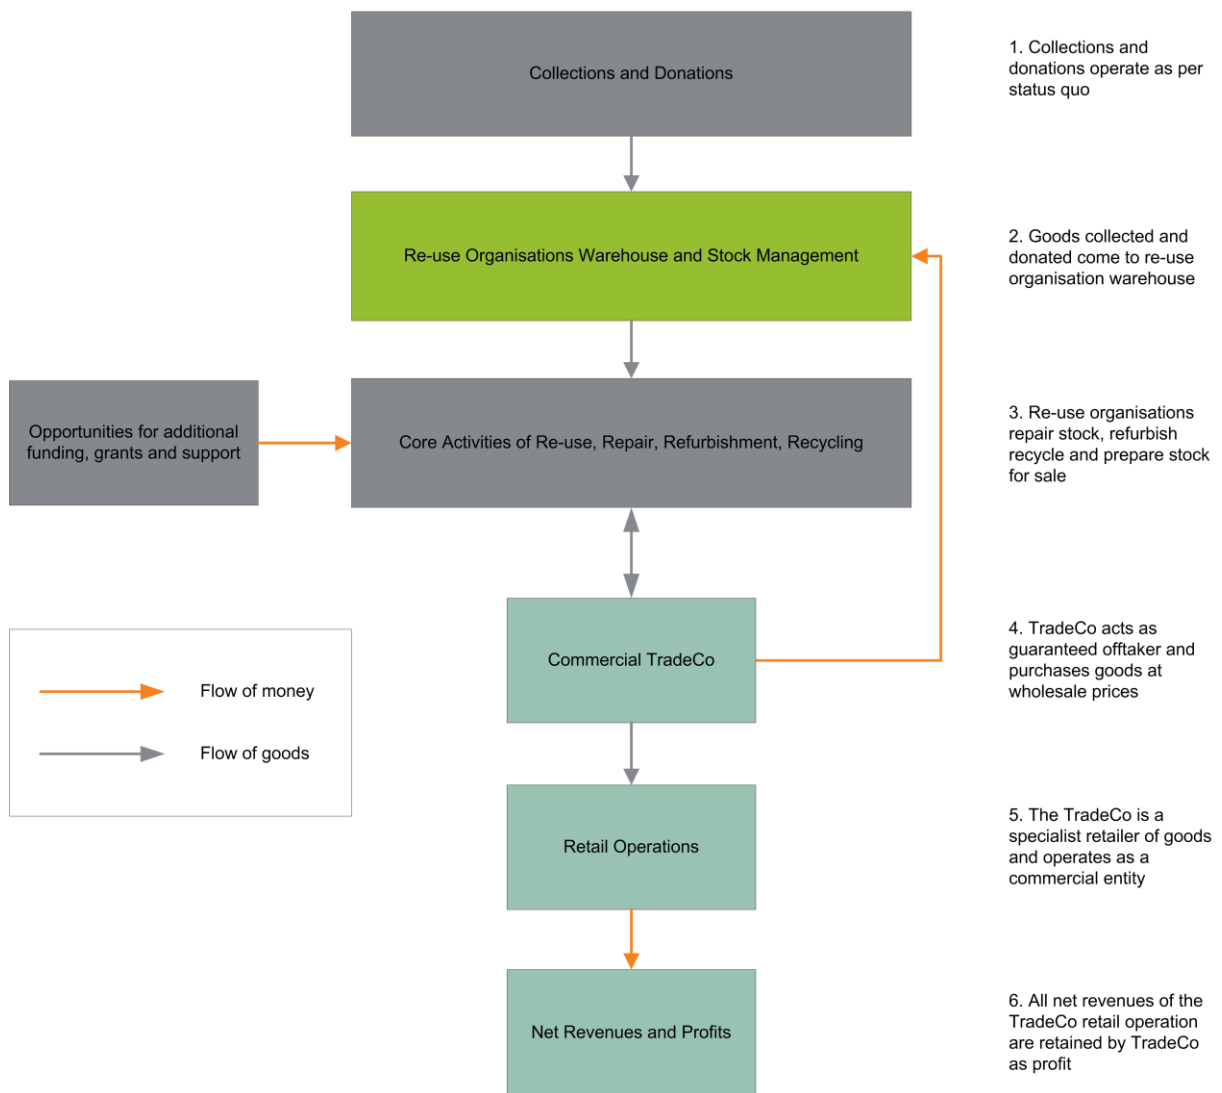 Collections and Donations
1. Collections and
donations operate as per
status quo
Re-use Organisations Warehouse and Stock Management
2. Goods collected and
donated come to re-use
organisation warehouse
Opportunities for additional
funding, grants and support
Core Activities of Re-use, Repair, Refurbishment, Recycling
3. Re-use organisations
repair stock, refurbish
recycle and prepare stock
for sale
Commercial TradeCo
4. TradeCo acts as
guaranteed offtaker and
purchases goods at
wholesale prices
Flow of money
Flow of goods
Retail Operations
5. The TradeCo is a
specialist retailer of goods
and operates as a
commercial entity
Net Revenues and Profits
6. All net revenues of the
TradeCo retail operation
are retained by TradeCo
as profit